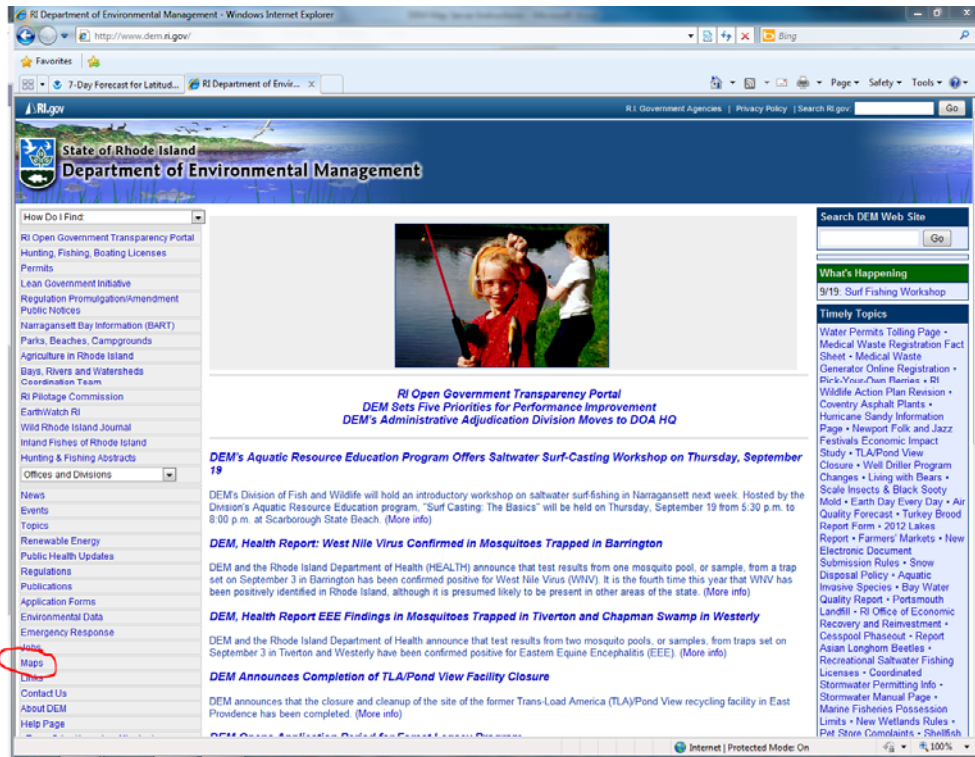 RI Department of Environmental Management - Windows Internet Explorer
http://www.dem.ri.gov/
Bing
Favorites
7-Day Forecast for Latitud...
RI Department of Envir...
Page
Safety
Tools
RI.gov
R.I. Government Agencies | Privacy Policy | Search RI.gov:
Go
State of Rhode Island
Department of Environmental Management
How Do I Find:
RI Open Government Transparency Portal
Hunting, Fishing, Boating Licenses
Permits
Lean Government Initiative
Regulation Promulgation/Amendment
Public Notices
Narragansett Bay Information (BART)
Parks, Beaches, Campgrounds
Agriculture in Rhode Island
Bays, Rivers and Watersheds
Coordination Team
RI Pilotage Commission
EarthWatch RI
Wild Rhode Island Journal
Inland Fishes of Rhode Island
Hunting & Fishing Abstracts
Offices and Divisions
News
Events
Topics
Renewable Energy
Public Health Updates
Regulations
Publications
Application Forms
Environmental Data
Emergency Response
Jobs
Maps
Links
Contact Us
About DEM
Help Page
RI Open Government Transparency Portal
DEM Sets Five Priorities for Performance Improvement
DEM's Administrative Adjudication Division Moves to DOA HQ
DEM's Aquatic Resource Education Program Offers Saltwater Surf-Casting Workshop on Thursday, September
19
DEM's Division of Fish and Wildlife will hold an introductory workshop on saltwater surf-fishing in Narragansett next week. Hosted by the
Division's Aquatic Resource Education program, "Surf Casting: The Basics" will be held on Thursday, September 19 from 5:30 p.m. to
8:00 p.m. at Scarborough State Beach. (More info)
DEM, Health Report: West Nile Virus Confirmed in Mosquitoes Trapped in Barrington
DEM and the Rhode Island Department of Health (HEALTH) announce that test results from one mosquito pool, or sample, from a trap
set on September 3 in Barrington has been confirmed positive for West Nile Virus (WNV). It is the fourth time this year that WNV has
been positively identified in Rhode Island, although it is presumed likely to be present in other areas of the state. (More info)
DEM, Health Report EEE Findings in Mosquitoes Trapped in Tiverton and Chapman Swamp in Westerly
DEM and the Rhode Island Department of Health announce that test results from two mosquito pools, or samples, from traps set on
September 3 in Tiverton and Westerly have been confirmed positive for Eastern Equine Encephalitis (EEE). (More info)
DEM Announces Completion of TLA/Pond View Facility Closure
DEM announces that the closure and cleanup of the site of the former Trans-Load America (TLA)/Pond View recycling facility in East
Providence has been completed. (More info)
DEM Opens Application Period for Forest Legacy Program
Search DEM Web Site
Go
What's Happening
9/19: Surf Fishing Workshop
Timely Topics
Water Permits Tolling Page •
Medical Waste Registration Fact
Sheet • Medical Waste
Generator Online Registration •
Pick-Your-Own Berries • RI
Wildlife Action Plan Revision •
Coventry Asphalt Plants •
Hurricane Sandy Information
Page • Newport Folk and Jazz
Festivals Economic Impact
Study • TLA/Pond View
Closure • Well Driller Program
Changes • Living with Bears •
Scale Insects & Black Sooty
Mold • Earth Day Every Day • Air
Quality Forecast • Turkey Brood
Report Form • 2012 Lakes
Report • Farmers' Markets • New
Electronic Document
Submission Rules • Snow
Disposal Policy • Aquatic
Invasive Species • Bay Water
Quality Report • Portsmouth
Landfill • RI Office of Economic
Recovery and Reinvestment •
Cesspool Phaseout • Report
Asian Longhorn Beetles •
Recreational Saltwater Fishing
Licenses • Coordinated
Stormwater Permitting Info •
Stormwater Manual Page •
Marine Fisheries Possession
Limits • New Wetlands Rules •
Pet Store Complaints • Shellfish
Internet | Protected Mode: On
100%